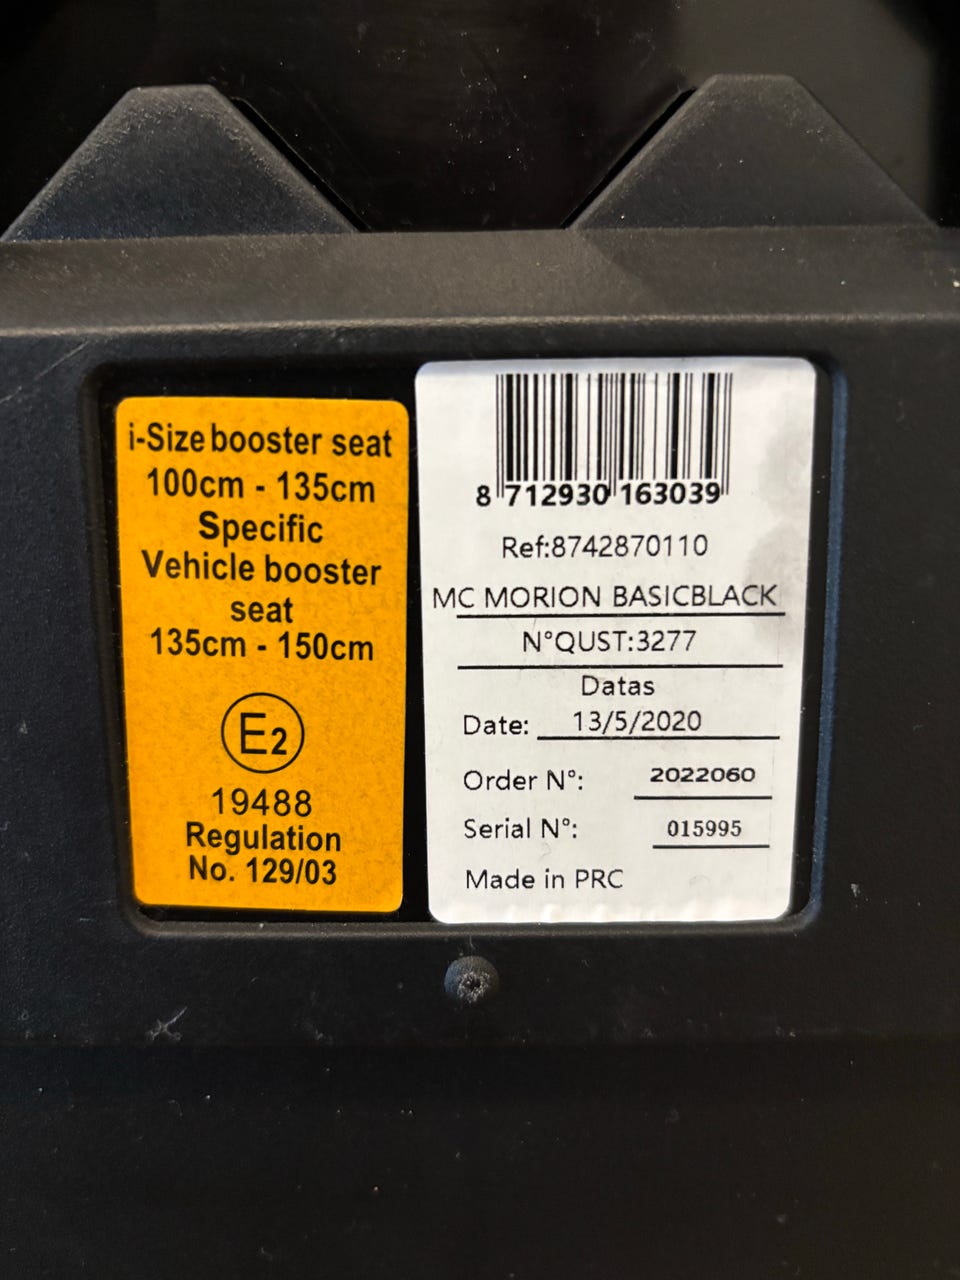 i-Size booster seat
100cm - 135cm
Specific
Vehicle booster
seat
135cm - 150cm
E2
19488
Regulation
No. 129/03
8 712930 163039
Ref:8742870110
MC MORION BASICBLACK
N°QUST:3277
Datas
Date: 13/5/2020
Order N°: 2022060
Serial N°: 015995
Made in PRC